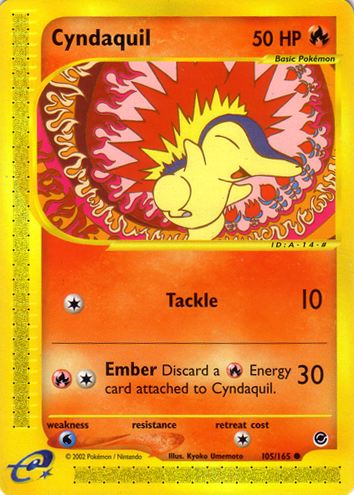 Cyndaquil 50 HP
Basic Pokémon
ID:A-14-#
Tackle 10
Ember Discard a Energy 30
card attached to Cyndaquil.
weakness resistance retreat cost
©2002 Pokémon / Nintendo Illus. Kyoko Umemoto 105/165
e